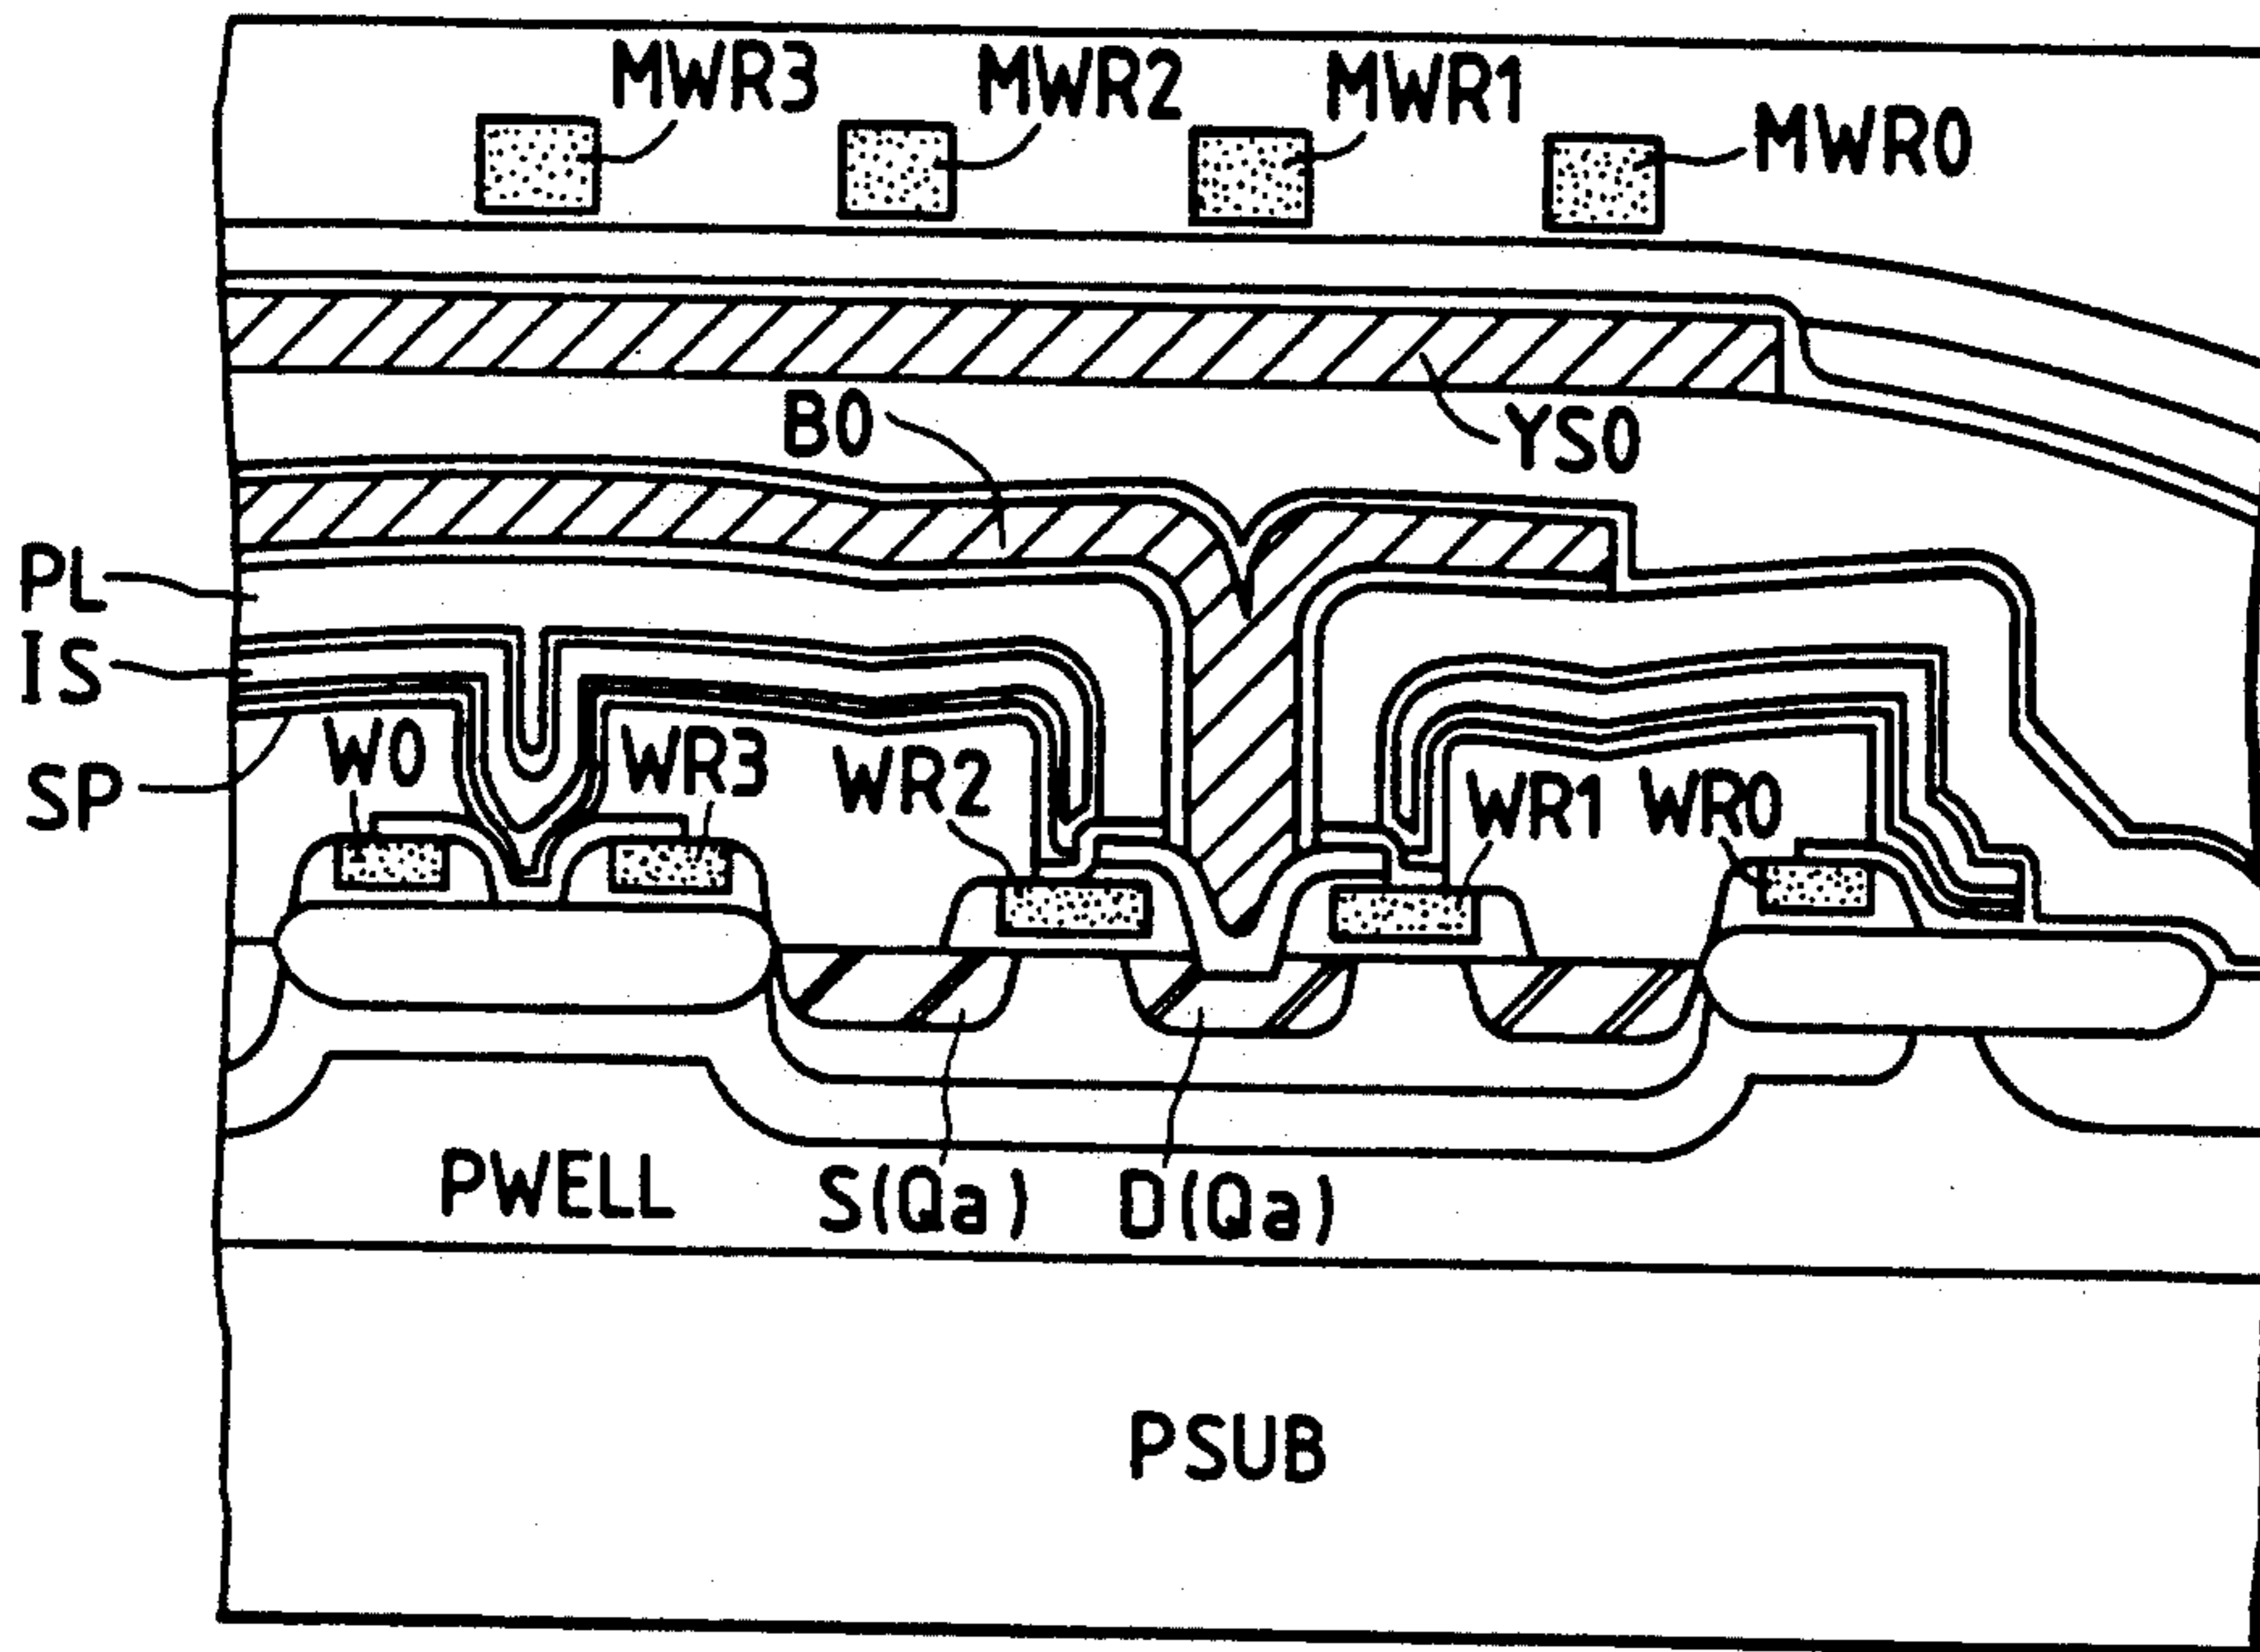 MWR3
MWR2
MWR1
MWR0
B0
YS0
PL
IS
SP
W0
WR3
WR2
WR1
WR0
PWELL
S(Qa)
D(Qa)
PSUB